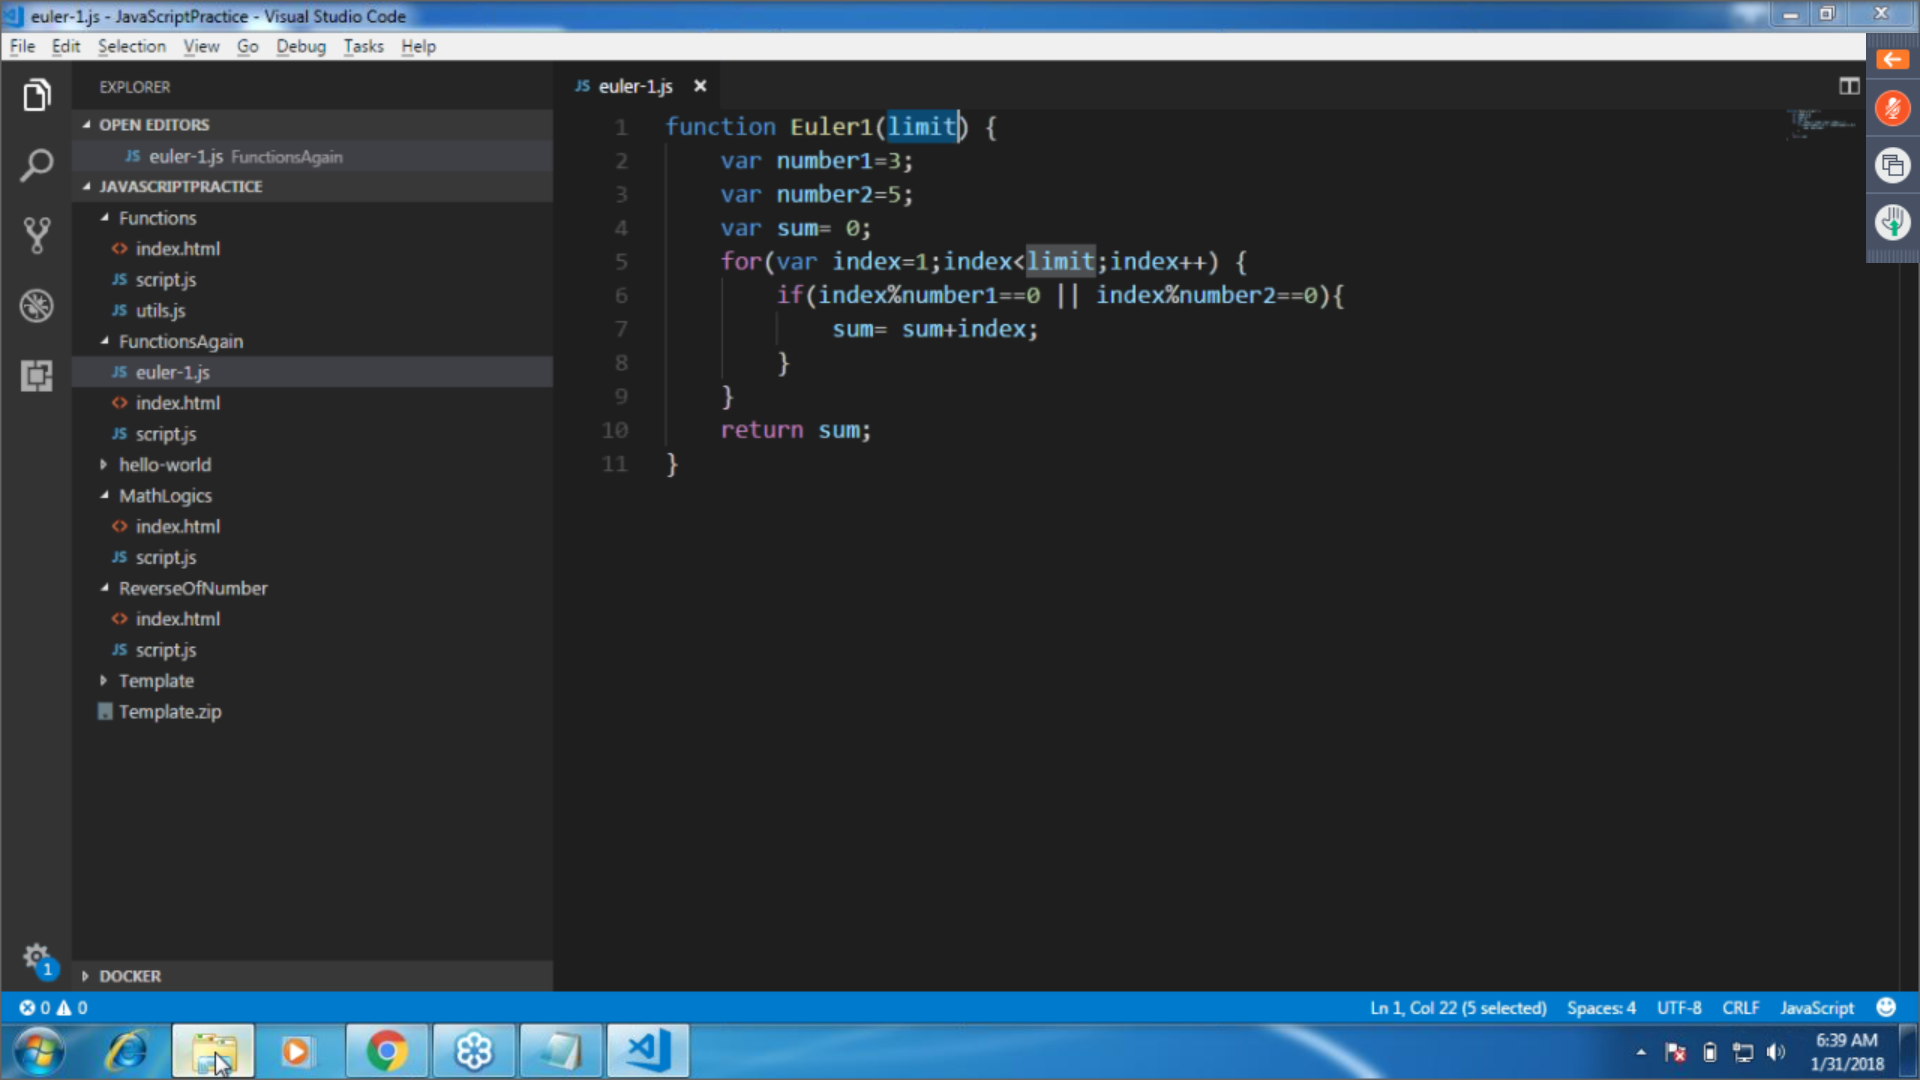 euler-1.js - JavaScriptPractice - Visual Studio Code
File Edit Selection View Go Debug Tasks Help
EXPLORER
OPEN EDITORS
JS euler-1.js FunctionsAgain
JAVASCRIPTPRACTICE
Functions
<> index.html
JS script.js
JS utils.js
FunctionsAgain
JS euler-1.js
<> index.html
JS script.js
hello-world
MathLogics
<> index.html
JS script.js
ReverseOfNumber
<> index.html
JS script.js
Template
Template.zip
1
DOCKER
JS euler-1.js
1 function Euler1(limit) {
2 var number1=3;
3 var number2=5;
4 var sum= 0;
5 for(var index=1;index<limit;index++) {
6 if(index%number1==0 || index%number2==0){
7 sum= sum+index;
8 }
9 }
10 return sum;
11 }
0 0
Ln 1, Col 22 (5 selected) Spaces: 4 UTF-8 CRLF JavaScript
6:39 AM
1/31/2018